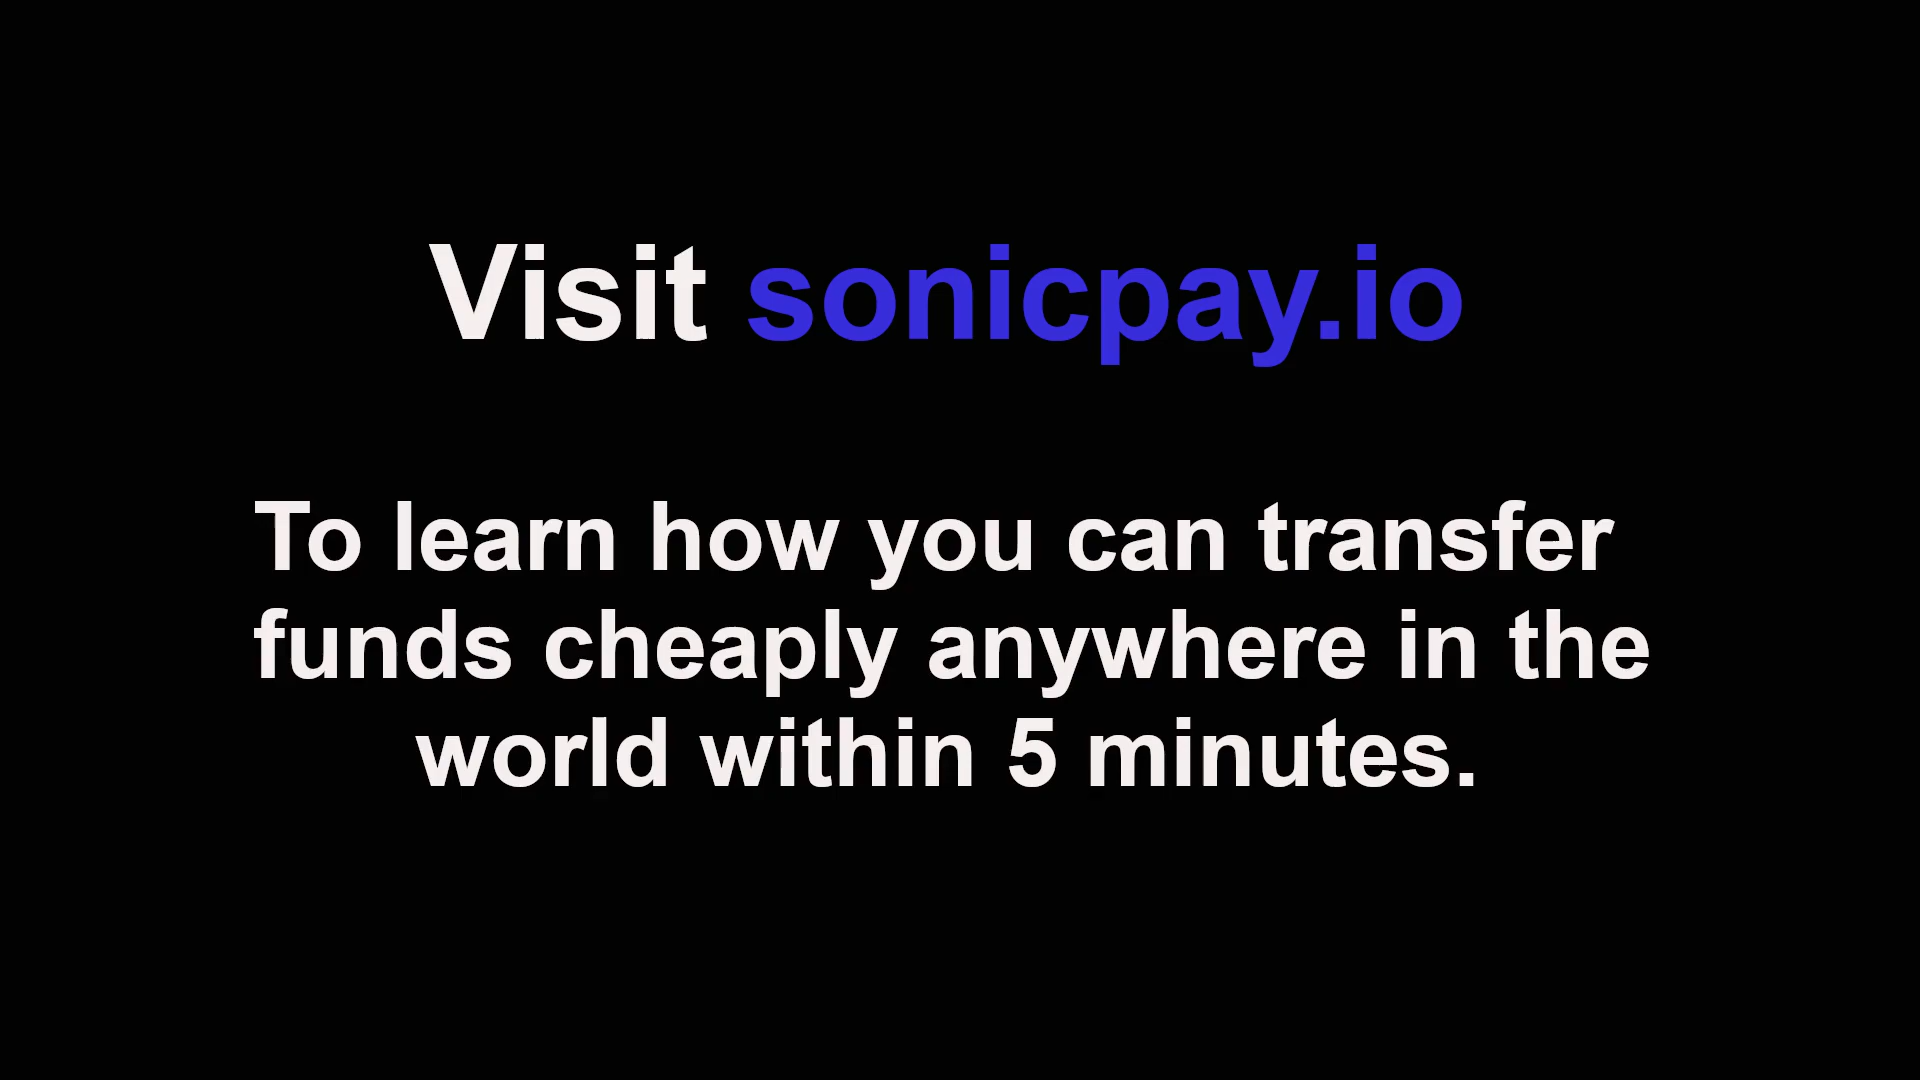 Visit sonicpay.io
To learn how you can transfer
funds cheaply anywhere in the
world within 5 minutes.